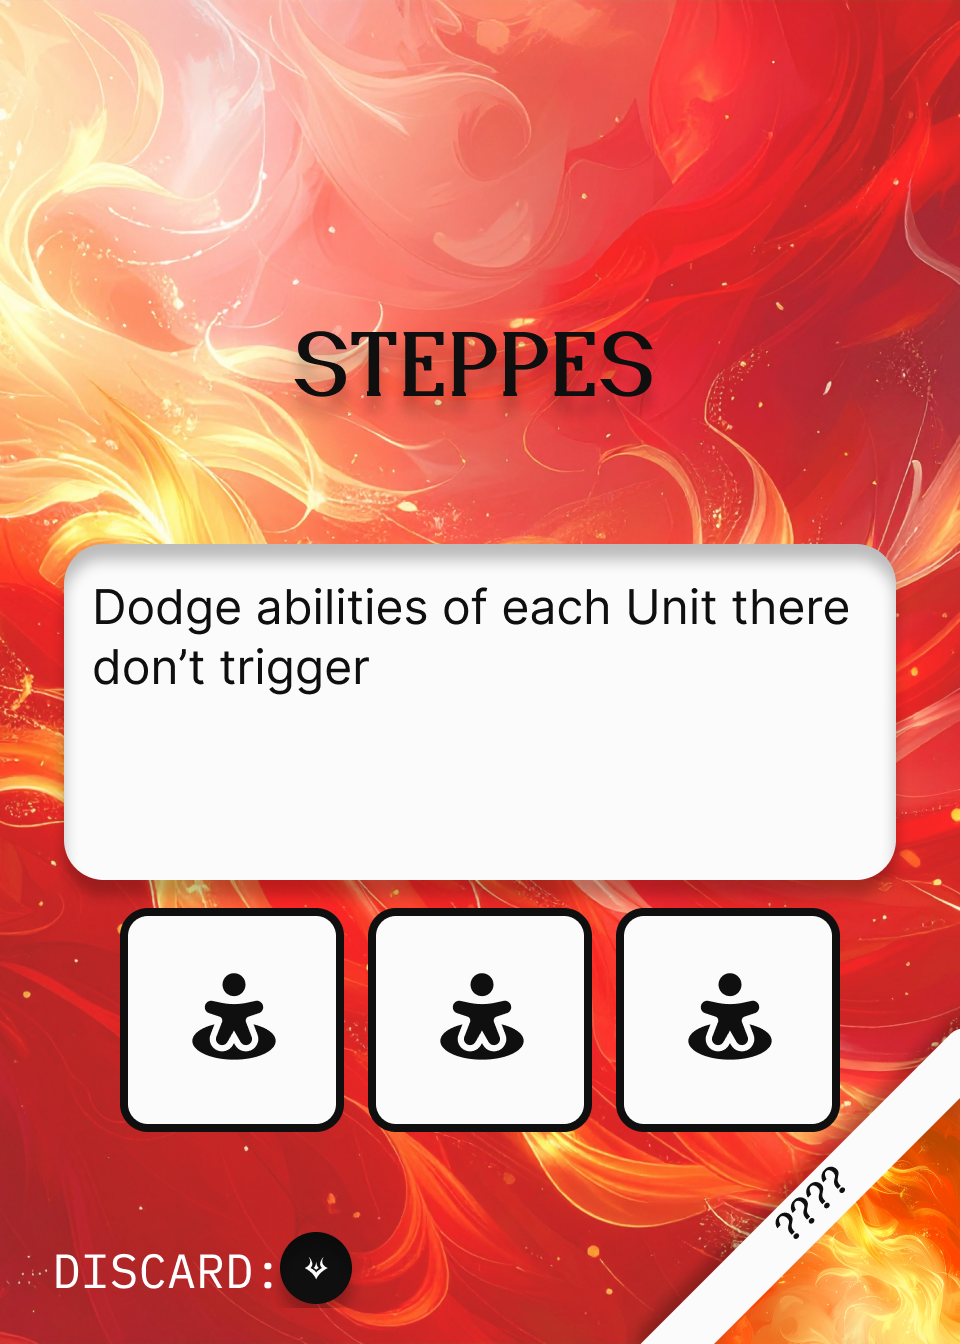 STEPPES
Dodge abilities of each Unit there
don’t trigger
????
DISCARD: